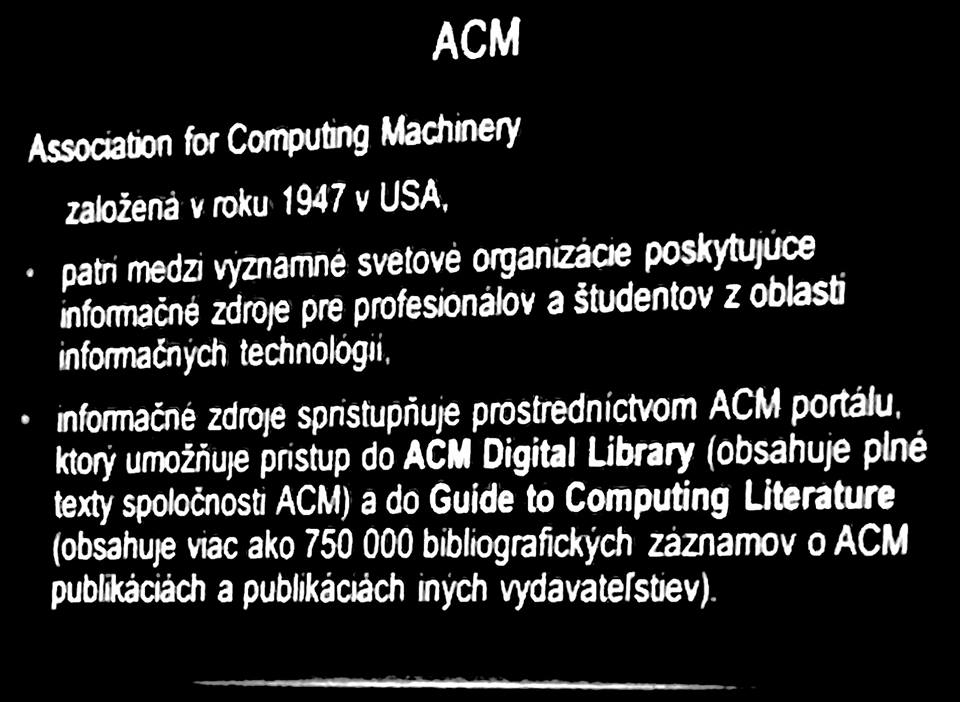 ACM
Association for Computing Machinery
založená v roku 1947 v USA,
• patrí medzi významné svetové organizácie poskytujúce
informačné zdroje pre profesionálov a študentov z oblasti
informačných technológií,
• informačné zdroje sprístupňuje prostredníctvom ACM portálu,
ktorý umožňuje prístup do ACM Digital Library (obsahuje plné
texty spoločnosti ACM) a do Guide to Computing Literature
(obsahuje viac ako 750 000 bibliografických záznamov o ACM
publikáciách a publikáciách iných vydavateľstiev).